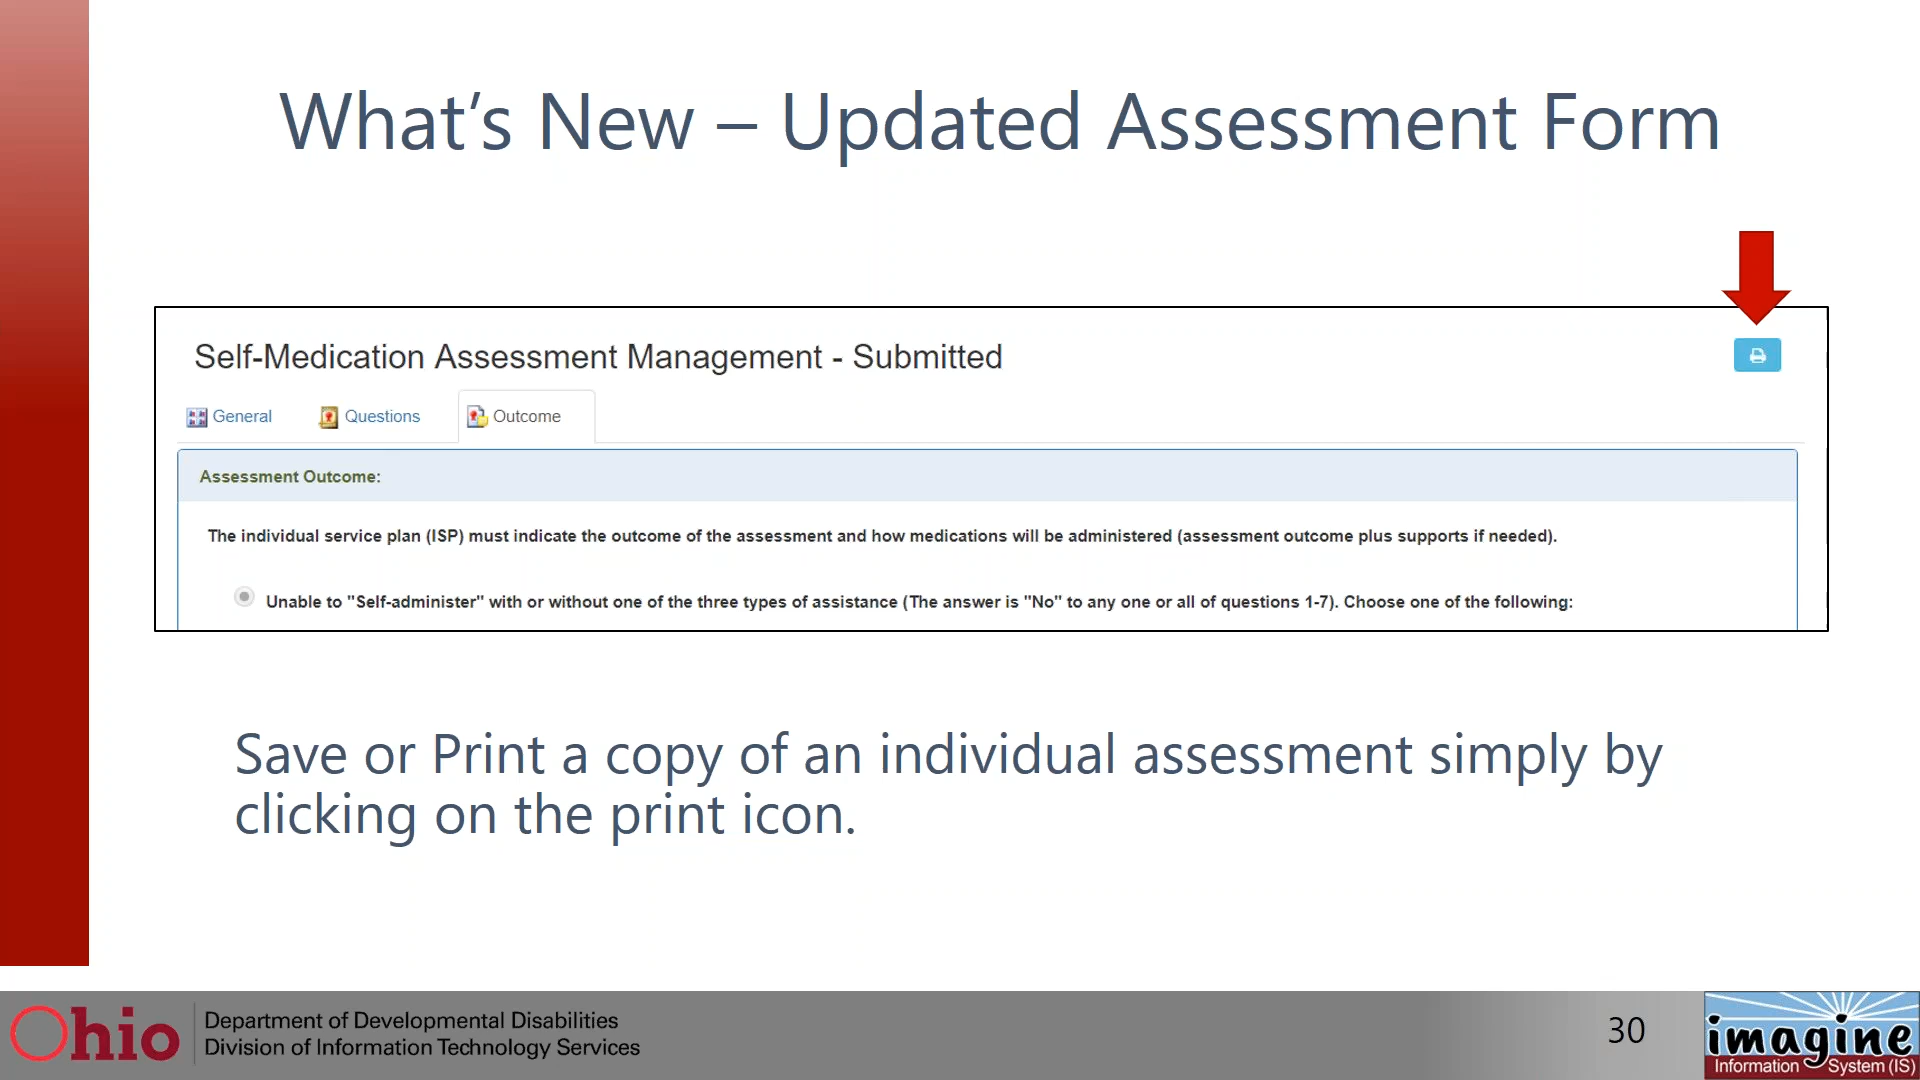 What's New – Updated Assessment Form
Self-Medication Assessment Management - Submitted
General Questions Outcome
Assessment Outcome:
The individual service plan (ISP) must indicate the outcome of the assessment and how medications will be administered (assessment outcome plus supports if needed).
Unable to "Self-administer" with or without one of the three types of assistance (The answer is "No" to any one or all of questions 1-7). Choose one of the following:
Save or Print a copy of an individual assessment simply by
clicking on the print icon.
Ohio
Department of Developmental Disabilities
Division of Information Technology Services
30
imagine
Information System (IS)